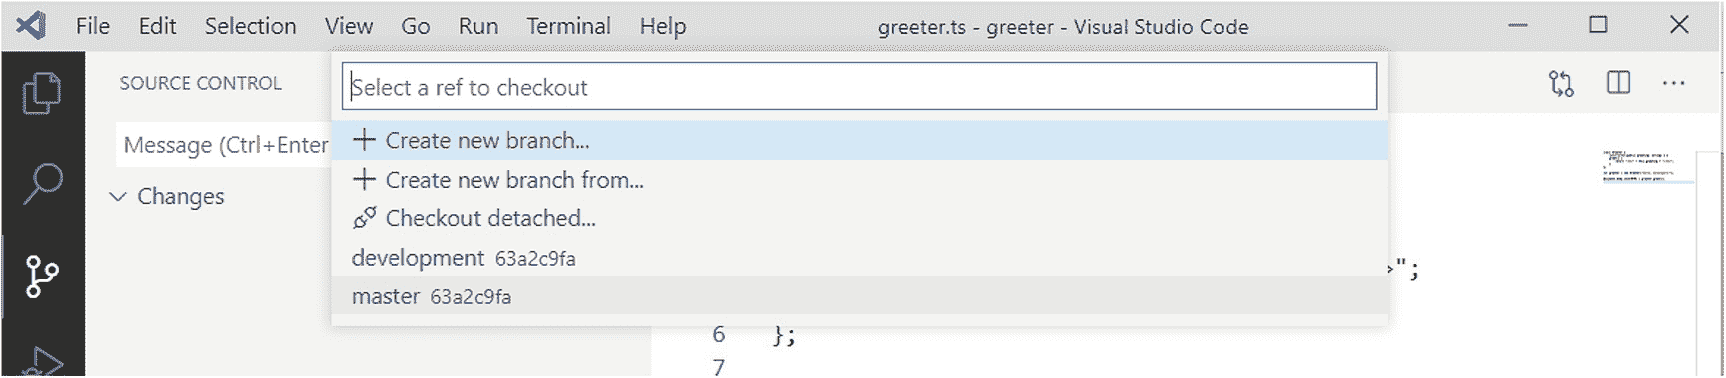 File Edit Selection View Go Run Terminal Help greeter.ts - greeter - Visual Studio Code
SOURCE CONTROL
Select a ref to checkout
Message (Ctrl+Enter
Create new branch...
Changes
Create new branch from...
Checkout detached...
development 63a2c9fa
master 63a2c9fa
>";
6 };
7